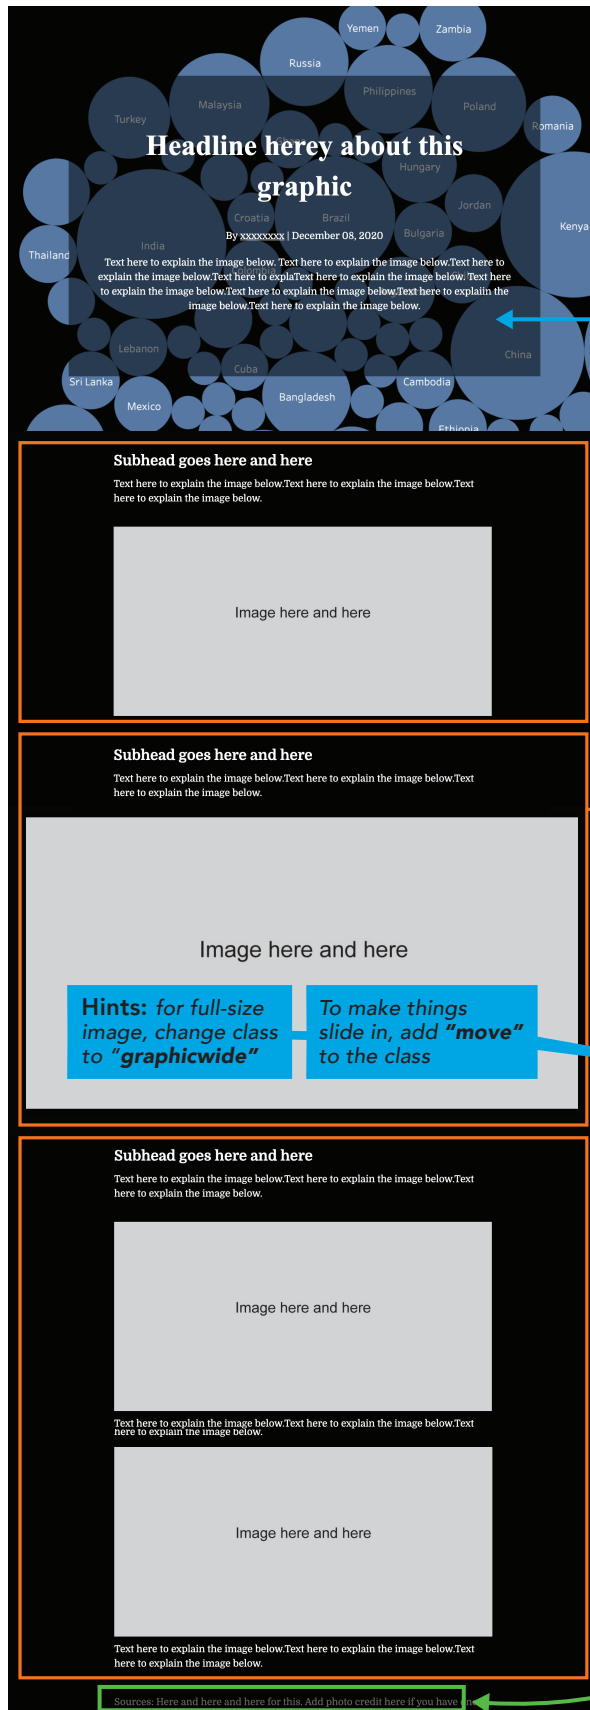 Yemen
Zambia
Russia
Philippines
Malaysia
Poland
Turkey
Romania
Ghana
Headline herey about this
graphic
Hungary
Jordan
Croatia
Brazil
Kenya
Bulgaria
By xxxxxxxx | December 08, 2020
India
Thailand
Text here to explain the image below. Text here to explain the image below.Text here to
Colombia
explain the image below.Text here to explaText here to explain the image below. Text here
to explain the image below.Text here to explain the image below.Text here to explain the
image below.Text here to explain the image below.
Lebanon
China
Cuba
Sri Lanka
Cambodia
Bangladesh
Mexico
Ethiopia
Subhead goes here and here
Text here to explain the image below.Text here to explain the image below.Text
here to explain the image below.
Image here and here
Subhead goes here and here
Text here to explain the image below.Text here to explain the image below.Text
here to explain the image below.
Image here and here
Hints: for full-size
image, change class
to "graphicwide"
To make things
slide in, add "move"
to the class
Subhead goes here and here
Text here to explain the image below.Text here to explain the image below.Text
here to explain the image below.
Image here and here
Text here to explain the image below.Text here to explain the image below.Text
here to explain the image below.
Image here and here
Text here to explain the image below.Text here to explain the image below.Text
here to explain the image below.
Sources: Here and here and here for this. Add photo credit here if you have one